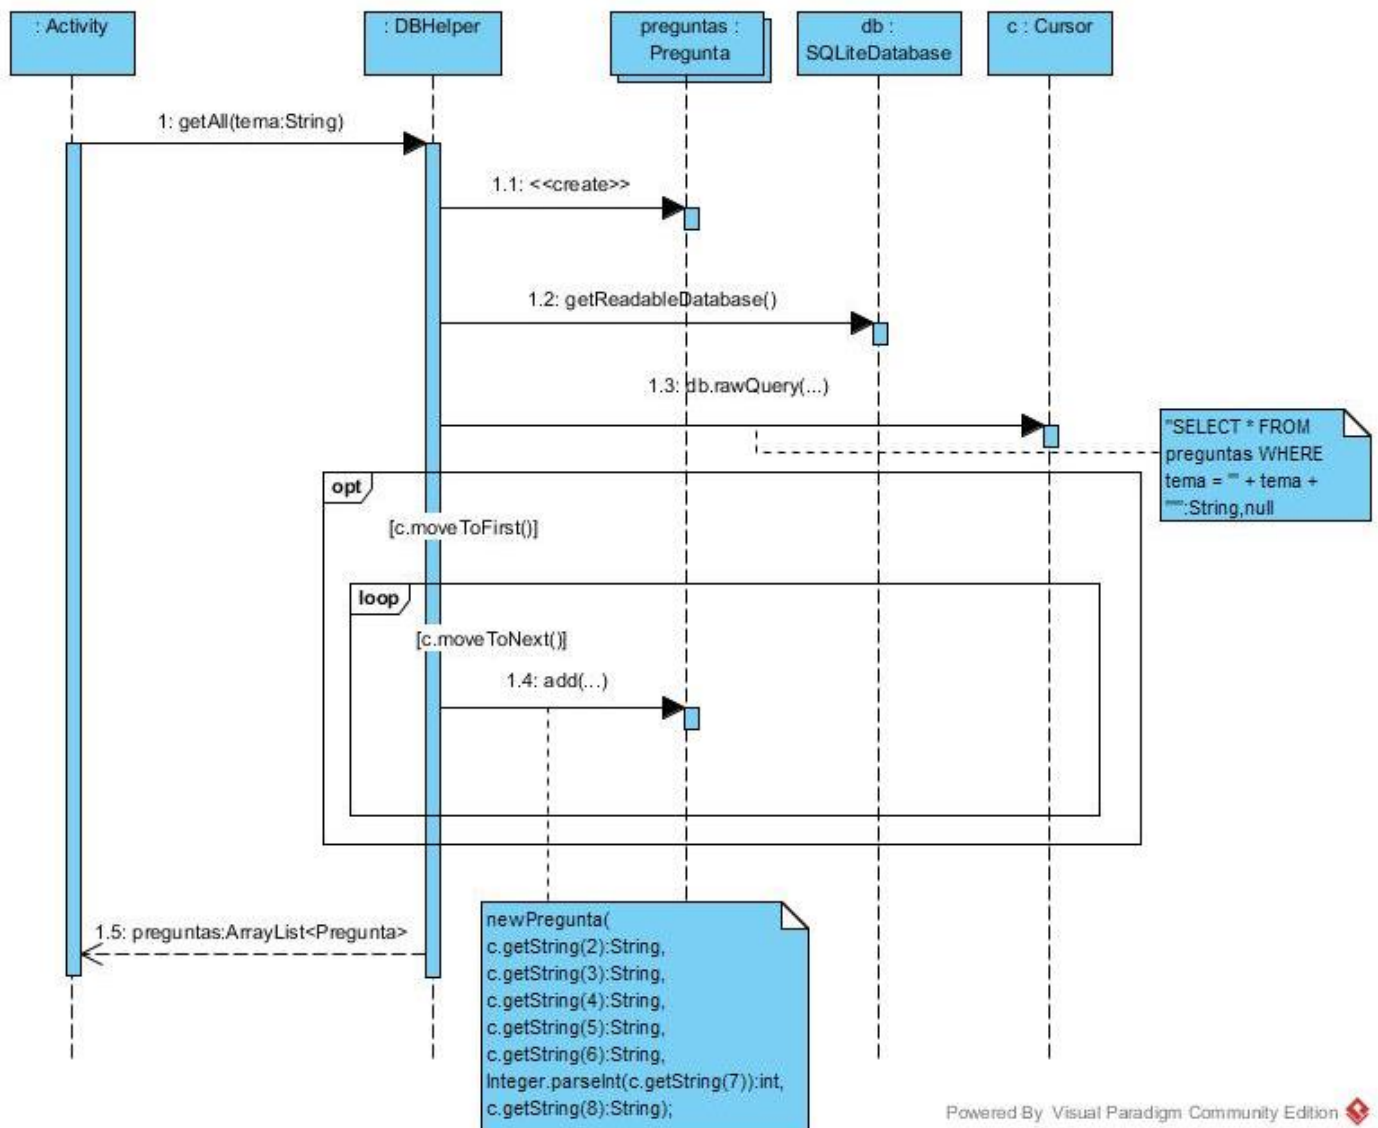 : Activity
: DBHelper
preguntas :
Pregunta
db :
SQLiteDatabase
c : Cursor
1: getAll(tema:String)
1.1: <<create>>
1.2: getReadableDatabase()
1.3: db.rawQuery(...)
"SELECT * FROM
preguntas WHERE
tema = '" + tema +
"'":String,null
opt
[c.moveToFirst()]
loop
[c.moveToNext()]
1.4: add(...)
1.5: preguntas:ArrayList<Pregunta>
newPregunta(
c.getString(2):String,
c.getString(3):String,
c.getString(4):String,
c.getString(5):String,
c.getString(6):String,
Integer.parseInt(c.getString(7)):int,
c.getString(8):String);
Powered By Visual Paradigm Community Edition